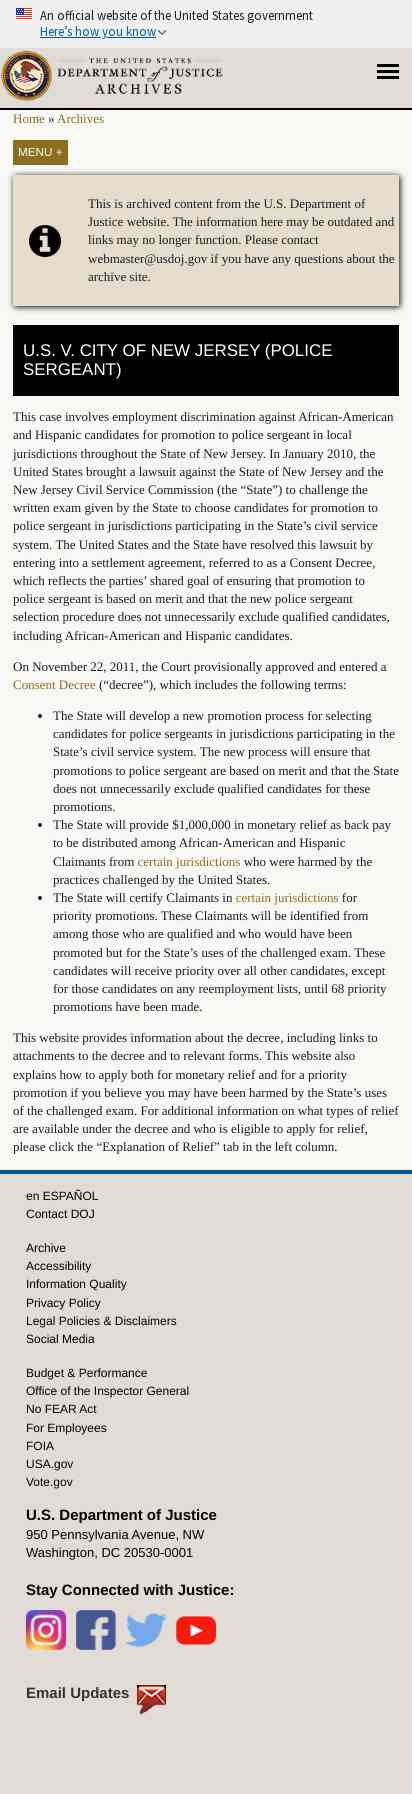 An official website of the United States government
Here's how you know
THE UNITED STATES
DEPARTMENT of JUSTICE
ARCHIVES
Home » Archives
MENU +
This is archived content from the U.S. Department of
Justice website. The information here may be outdated and
links may no longer function. Please contact
webmaster@usdoj.gov if you have any questions about the
archive site.
U.S. V. CITY OF NEW JERSEY (POLICE
SERGEANT)
This case involves employment discrimination against African-American
and Hispanic candidates for promotion to police sergeant in local
jurisdictions throughout the State of New Jersey. In January 2010, the
United States brought a lawsuit against the State of New Jersey and the
New Jersey Civil Service Commission (the “State”) to challenge the
written exam given by the State to choose candidates for promotion to
police sergeant in jurisdictions participating in the State’s civil service
system. The United States and the State have resolved this lawsuit by
entering into a settlement agreement, referred to as a Consent Decree,
which reflects the parties’ shared goal of ensuring that promotion to
police sergeant is based on merit and that the new police sergeant
selection procedure does not unnecessarily exclude qualified candidates,
including African-American and Hispanic candidates.
On November 22, 2011, the Court provisionally approved and entered a
Consent Decree (“decree”), which includes the following terms:
• The State will develop a new promotion process for selecting
candidates for police sergeants in jurisdictions participating in the
State’s civil service system. The new process will ensure that
promotions to police sergeant are based on merit and that the State
does not unnecessarily exclude qualified candidates for these
promotions.
• The State will provide $1,000,000 in monetary relief as back pay
to be distributed among African-American and Hispanic
Claimants from certain jurisdictions who were harmed by the
practices challenged by the United States.
• The State will certify Claimants in certain jurisdictions for
priority promotions. These Claimants will be identified from
among those who are qualified and who would have been
promoted but for the State’s uses of the challenged exam. These
candidates will receive priority over all other candidates, except
for those candidates on any reemployment lists, until 68 priority
promotions have been made.
This website provides information about the decree, including links to
attachments to the decree and to relevant forms. This website also
explains how to apply both for monetary relief and for a priority
promotion if you believe you may have been harmed by the State’s uses
of the challenged exam. For additional information on what types of relief
are available under the decree and who is eligible to apply for relief,
please click the “Explanation of Relief” tab in the left column.
en ESPAÑOL
Contact DOJ
Archive
Accessibility
Information Quality
Privacy Policy
Legal Policies & Disclaimers
Social Media
Budget & Performance
Office of the Inspector General
No FEAR Act
For Employees
FOIA
USA.gov
Vote.gov
U.S. Department of Justice
950 Pennsylvania Avenue, NW
Washington, DC 20530-0001
Stay Connected with Justice:
Email Updates